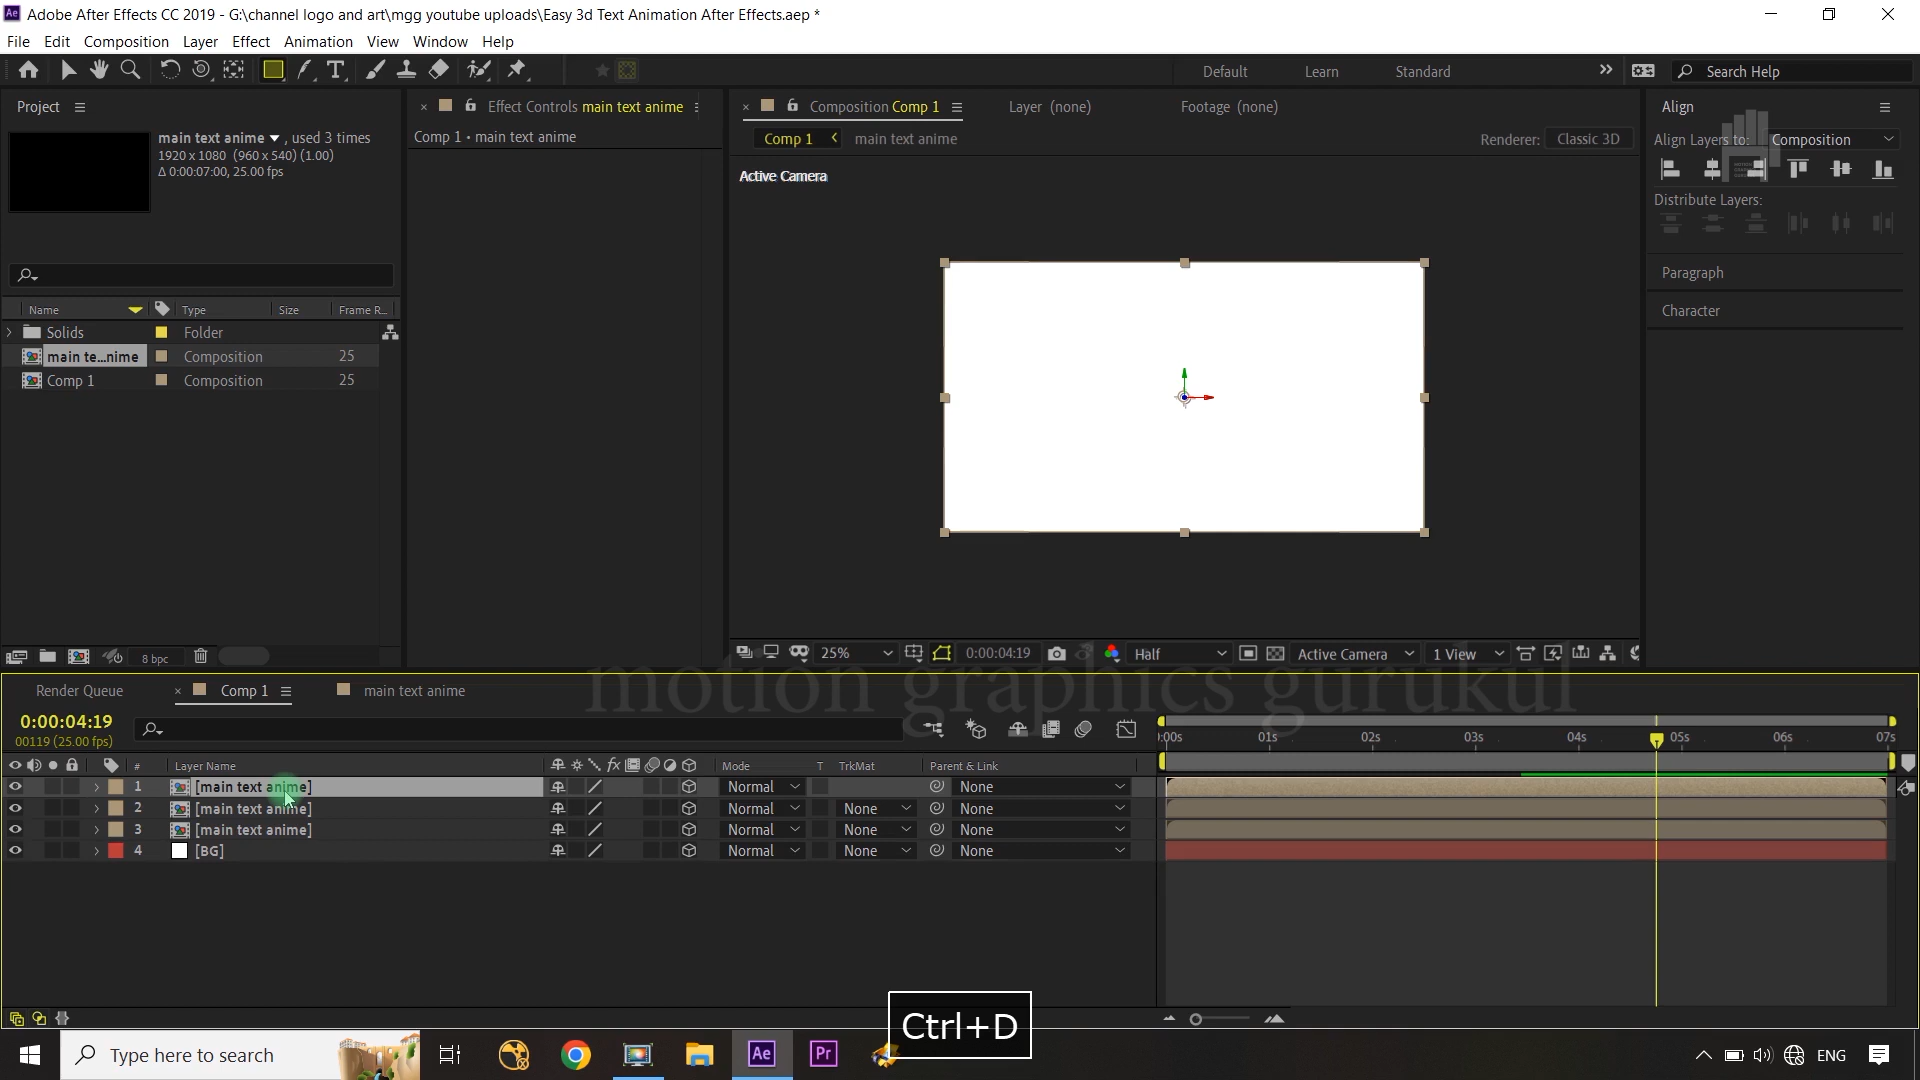 Adobe After Effects CC 2019 - G:\channel logo and art\mgg youtube uploads\Easy 3d Text Animation After Effects.aep *
File Edit Composition Layer Effect Animation View Window Help
Default Learn Standard Search Help
Project
main text anime , used 3 times
1920 x 1080 (960 x 540) (1.00)
Δ 0:00:07:00, 25.00 fps
Name Type Size Frame R...
Solids Folder
main te...nime Composition 25
Comp 1 Composition 25
8 bpc
Effect Controls main text anime
Comp 1 • main text anime
Composition Comp 1 Layer (none) Footage (none)
Comp 1 main text anime Renderer: Classic 3D
Active Camera
25% 0:00:04:19 Half Active Camera 1 View
Align
Align Layers to: Composition
Distribute Layers:
Paragraph
Character
motion graphics gurukul
Render Queue Comp 1 main text anime
0:00:04:19
00119 (25.00 fps)
:00s 01s 02s 03s 04s 05s 06s 07s
# Layer Name fx Mode T TrkMat Parent & Link
1 [main text anime] Normal None
2 [main text anime] Normal None None
3 [main text anime] Normal None None
4 [BG] Normal None None
Ctrl+D
Type here to search Ae Pr ENG